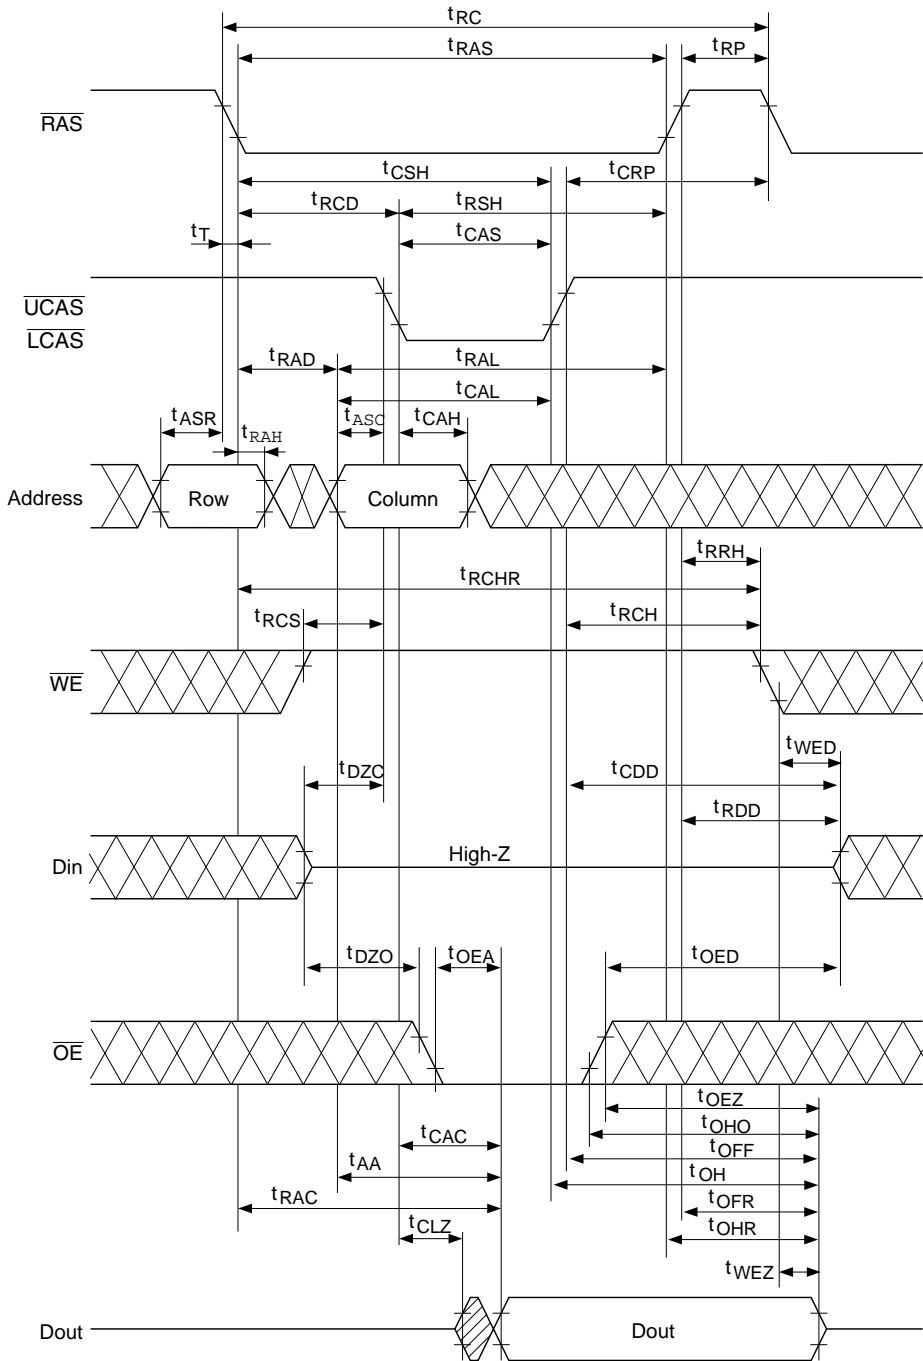 tRC
tRAS
tRP
RAS
tCSH
tCRP
tRCD
tRSH
tT
tCAS
UCAS
LCAS
tRAD
tRAL
tCAL
tASR
tRAH
tASC
tCAH
Address
Row
Column
tRRH
tRCHR
tRCS
tRCH
WE
tWED
tDZC
tCDD
tRDD
Din
High-Z
tDZO
tOEA
tOED
OE
tOEZ
tOHO
tCAC
tOFF
tAA
tOH
tRAC
tOFR
tCLZ
tOHR
tWEZ
Dout
Dout